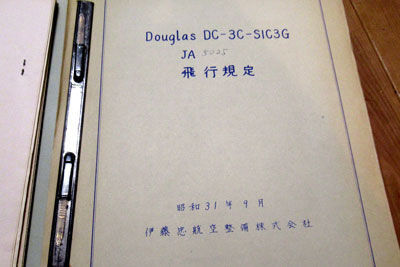 Douglas DC-3C-S1C3G
JA 5025
飛行規定
昭和31年9月
伊藤忠航空整備株式会社